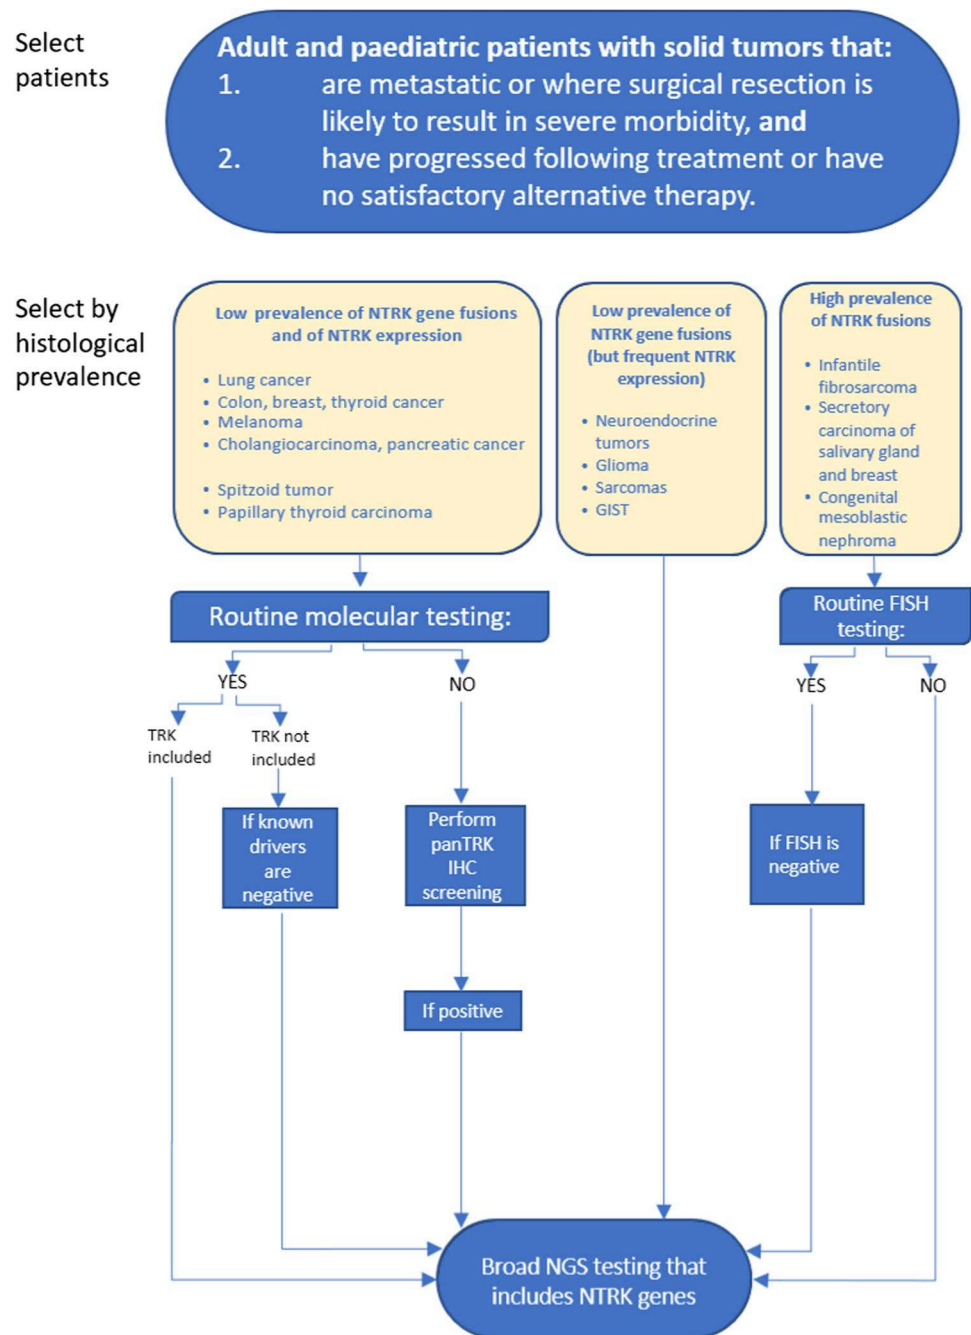 Select
patients
Adult and paediatric patients with solid tumors that:
1. are metastatic or where surgical resection is
likely to result in severe morbidity, and
2. have progressed following treatment or have
no satisfactory alternative therapy.
Select by
histological
prevalence
Low prevalence of NTRK gene fusions
and of NTRK expression
• Lung cancer
• Colon, breast, thyroid cancer
• Melanoma
• Cholangiocarcinoma, pancreatic cancer
• Spitzoid tumor
• Papillary thyroid carcinoma
Low prevalence of
NTRK gene fusions
(but frequent NTRK
expression)
• Neuroendocrine
tumors
• Glioma
• Sarcomas
• GIST
High prevalence
of NTRK fusions
• Infantile
fibrosarcoma
• Secretory
carcinoma of
salivary gland
and breast
• Congenital
mesoblastic
nephroma
Routine molecular testing:
Routine FISH
testing:
YES
NO
YES
NO
TRK
included
TRK not
included
If known
drivers
are
negative
Perform
panTRK
IHC
screening
If FISH is
negative
If positive
Broad NGS testing that
includes NTRK genes